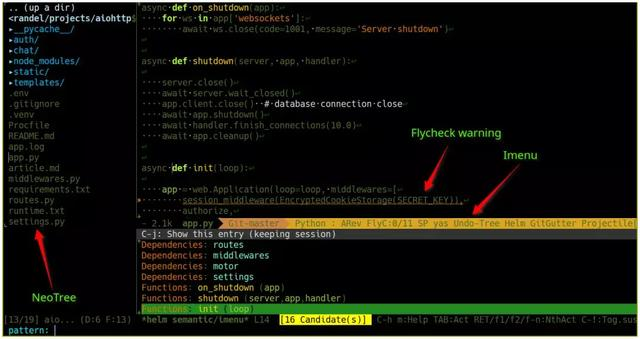 .. (up a dir)
<randel/projects/aiohttp$
▸__pycache__/
▸auth/
▸chat/
▸node_modules/
▸static/
▸templates/
.env
.gitignore
.venv
Procfile
README.md
app.log
app.py
article.md
middlewares.py
requirements.txt
routes.py
runtime.txt
settings.py
NeoTree
[13/19] aio... (D:6 F:13)
async def on_shutdown(app):
for ws in app['websockets']:
await ws.close(code=1001, message='Server shutdown')
async def shutdown(server, app, handler):
server.close()
await server.wait_closed()
app.client.close() # database connection close
await app.shutdown()
await handler.finish_connections(10.0)
await app.cleanup()
Flycheck warning
async def init(loop):
Imenu
app = web.Application(loop=loop, middlewares=[
session_middleware(EncryptedCookieStorage(SECRET_KEY)),
authorize,
- 2.1k app.py Git-master Python : ARev FlyC:0/11 SP yas Undo-Tree Helm GitGutter Projectile[
C-j: Show this entry (keeping session)
Dependencies: routes
Dependencies: middlewares
Dependencies: motor
Dependencies: settings
Functions: on_shutdown (app)
Functions: shutdown (server,app,handler)
Functions: init (loop)
*helm semantic/imenu* L14 [16 Candidate(s)] C-h m:Help TAB:Act RET/f1/f2/f-n:NthAct C-!:Tog.sus
pattern: